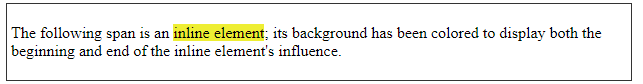 The following span is an inline element; its background has been colored to display both the
beginning and end of the inline element's influence.